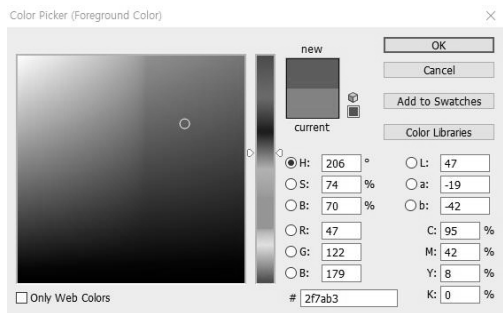 Color Picker (Foreground Color)
new
current
OK
Cancel
Add to Swatches
Color Libraries
H: 206 °
L: 47
S: 74 %
a: -19
B: 70 %
b: -42
R: 47
C: 95 %
G: 122
M: 42 %
B: 179
Y: 8 %
# 2f7ab3
K: 0 %
Only Web Colors